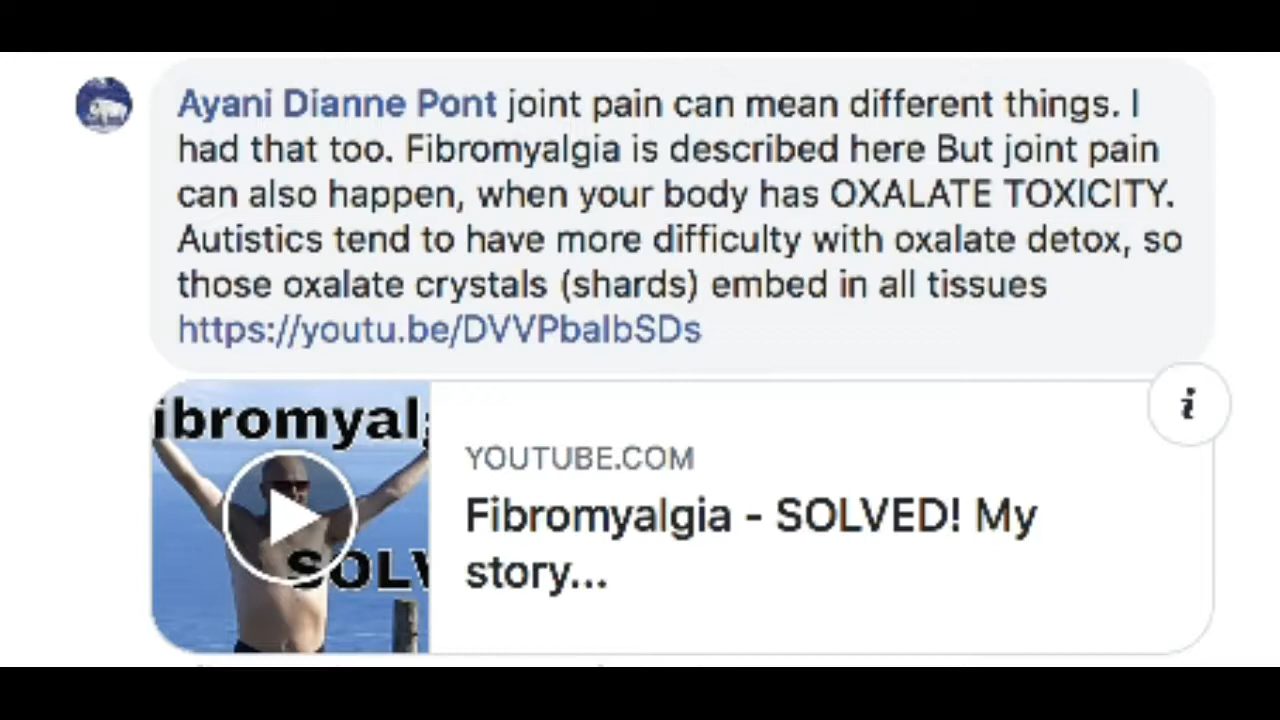 Ayani Dianne Pont joint pain can mean different things. I
had that too. Fibromyalgia is described here But joint pain
can also happen, when your body has OXALATE TOXICITY.
Autistics tend to have more difficulty with oxalate detox, so
those oxalate crystals (shards) embed in all tissues
https://youtu.be/DVVPbalbSDs
ibromyalg
SOLV
i
YOUTUBE.COM
Fibromyalgia - SOLVED! My
story...